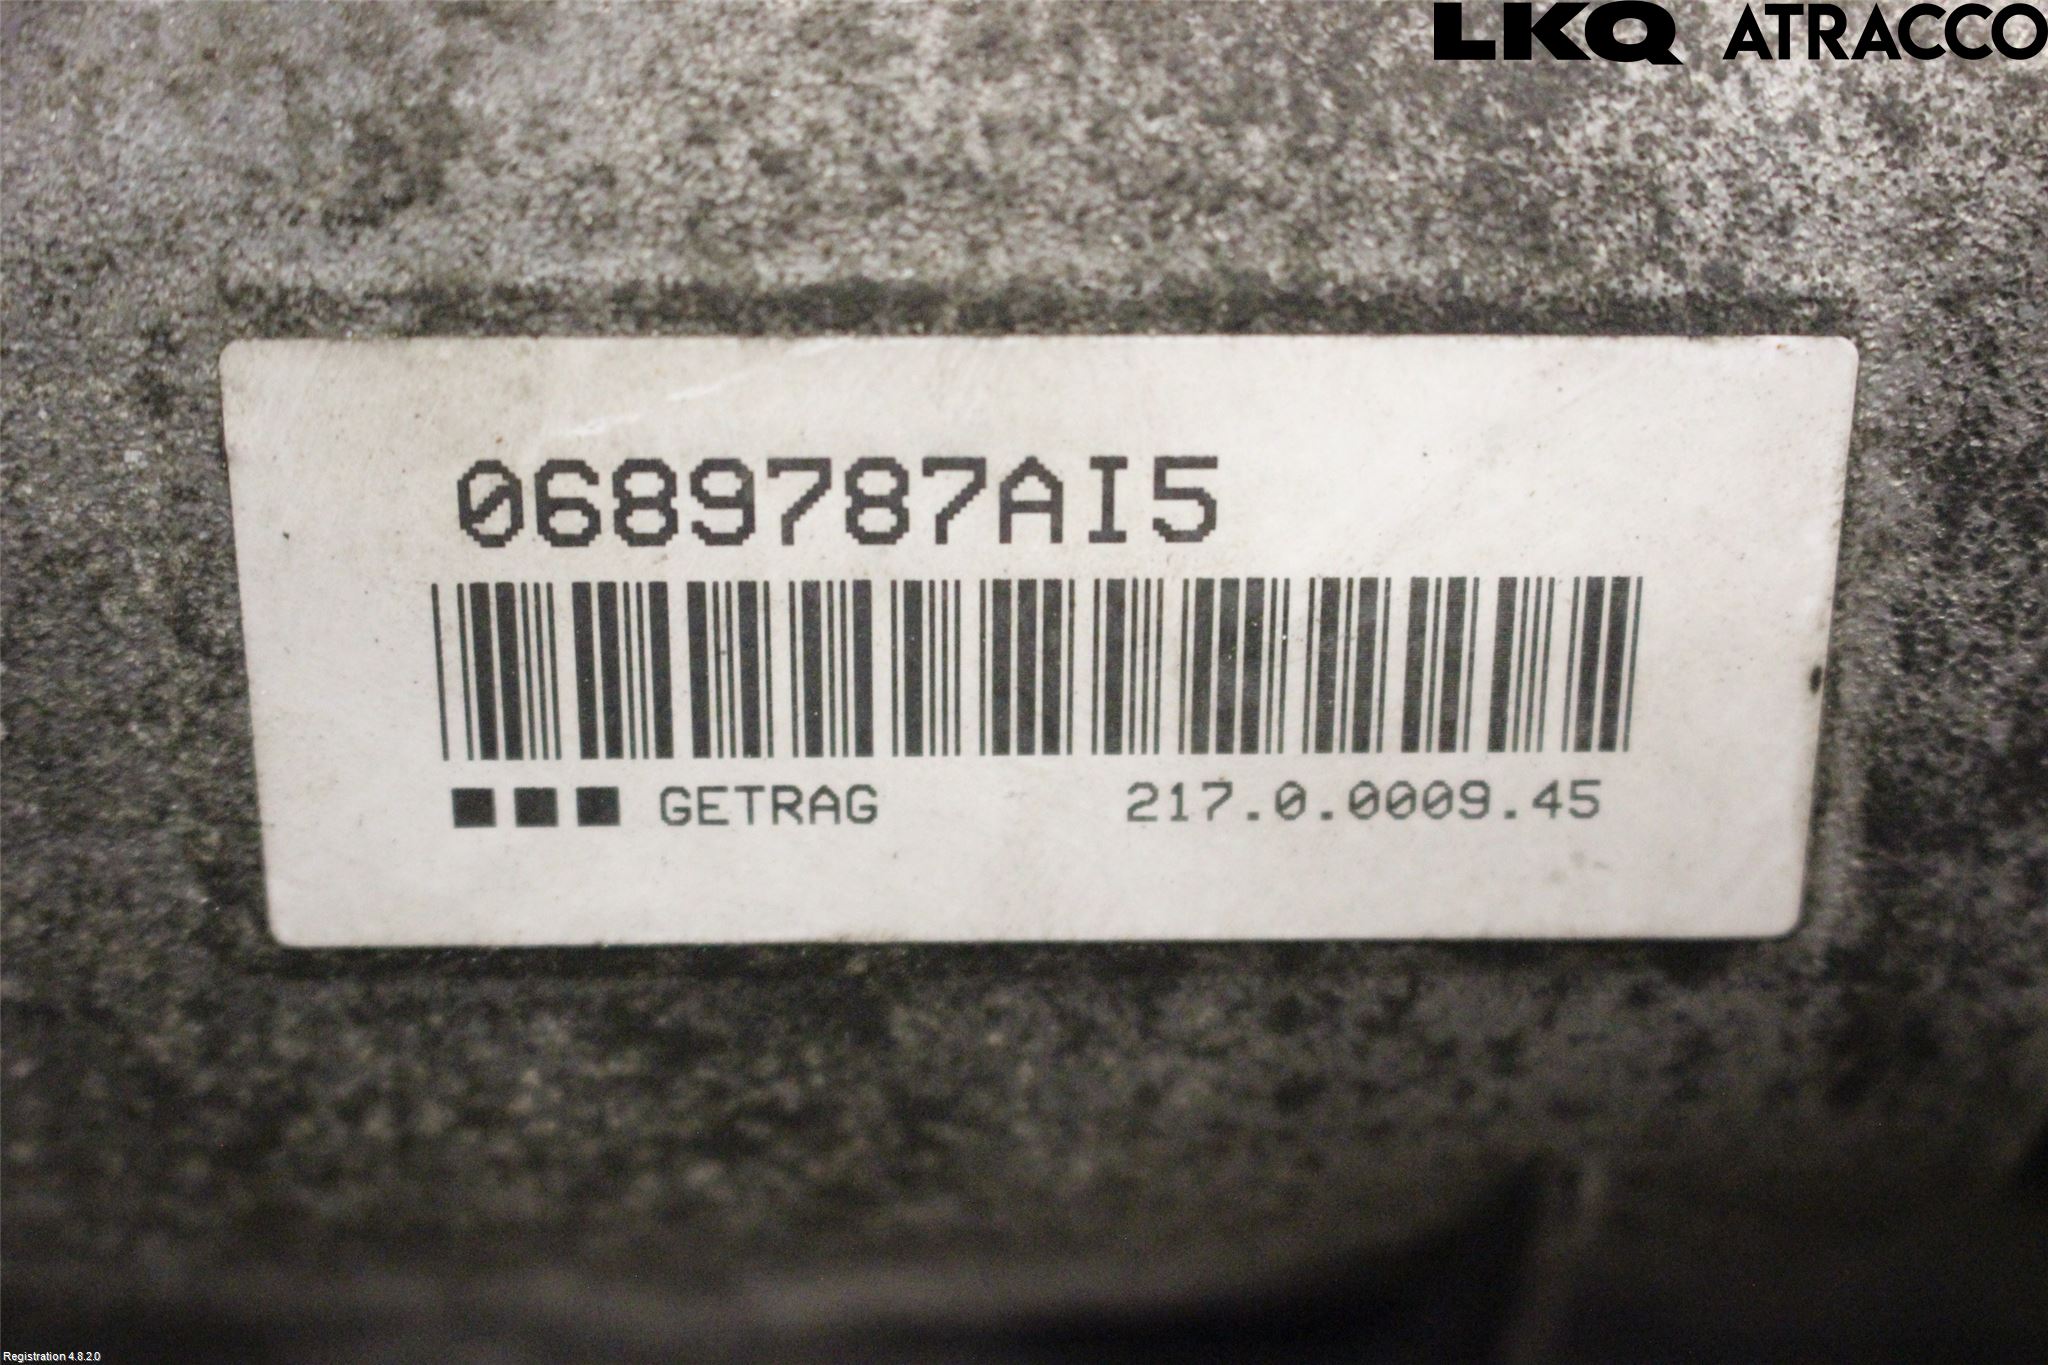 LKQ ATRACCO
0689787AI5
GETRAG 217.0.0009.45
Registration 4.8.2.0